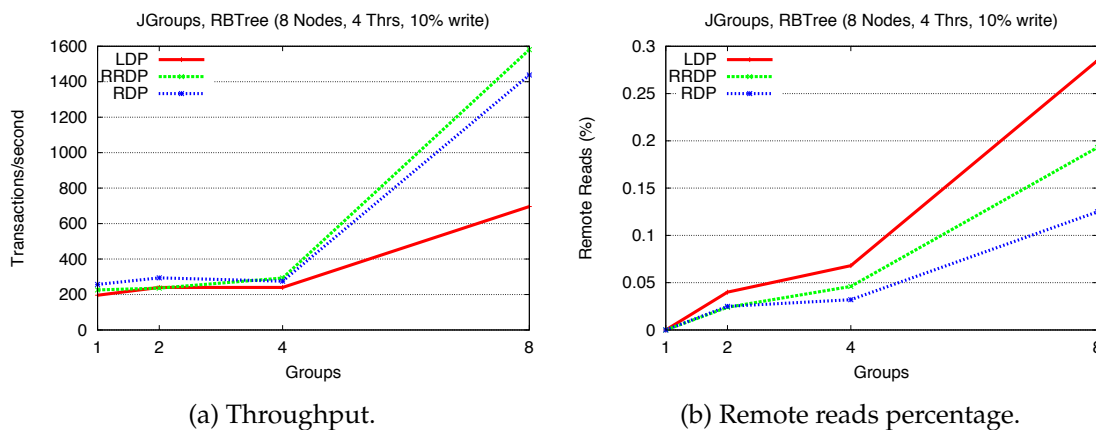 JGroups, RBTree (8 Nodes, 4 Thrs, 10% write)
1600
1400
1200
1000
800
600
400
200
0
Transactions/second
LDP
RRDP
RDP
1 2 4 8
Groups
(a) Throughput.
JGroups, RBTree (8 Nodes, 4 Thrs, 10% write)
0.3
0.25
0.2
0.15
0.1
0.05
0
Remote Reads (%)
LDP
RRDP
RDP
1 2 4 8
Groups
(b) Remote reads percentage.